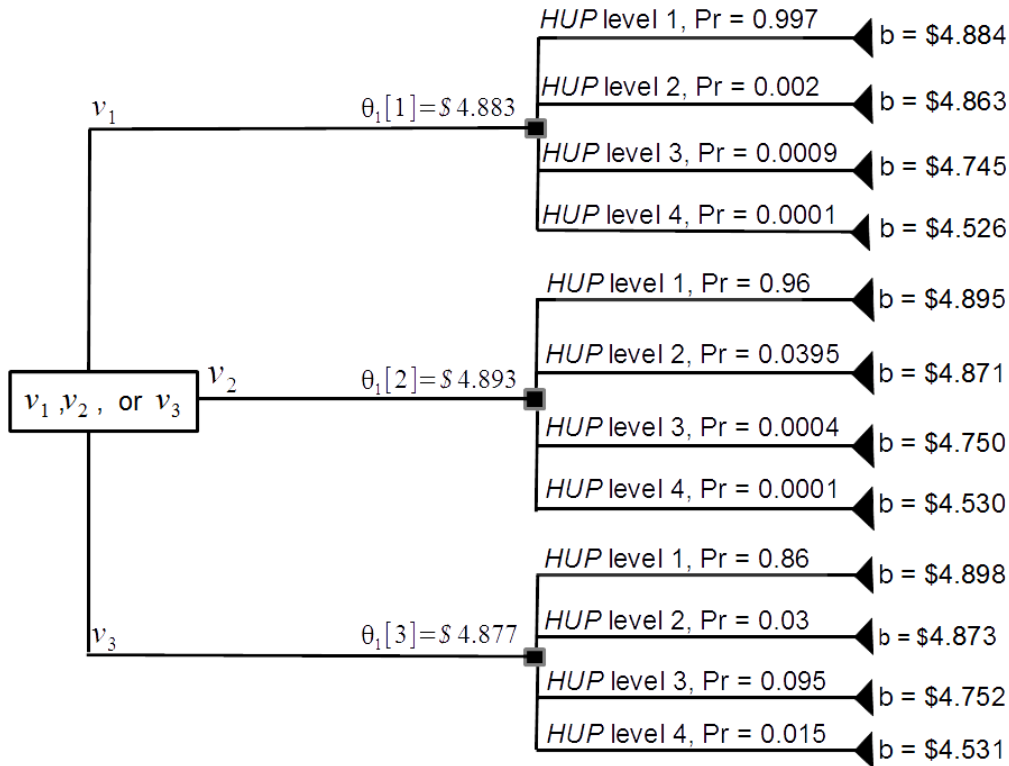 HUP level 1, Pr = 0.997
b = $4.884
HUP level 2, Pr = 0.002
b = $4.863
v₁
θ₁[1]=$ 4.883
HUP level 3, Pr = 0.0009
b = $4.745
HUP level 4, Pr = 0.0001
b = $4.526
HUP level 1, Pr = 0.96
b = $4.895
HUP level 2, Pr = 0.0395
b = $4.871
v₂
θ₁[2]=$ 4.893
v₁ ,v₂ , or v₃
HUP level 3, Pr = 0.0004
b = $4.750
HUP level 4, Pr = 0.0001
b = $4.530
HUP level 1, Pr = 0.86
b = $4.898
HUP level 2, Pr = 0.03
b = $4.873
v₃
θ₁[3]=$ 4.877
HUP level 3, Pr = 0.095
b = $4.752
HUP level 4, Pr = 0.015
b = $4.531